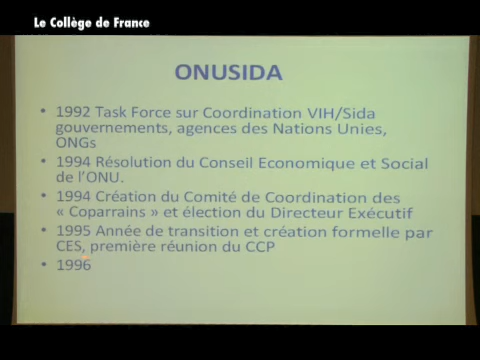 Le Collège de France
ONUSIDA
• 1992 Task Force sur Coordination VIH/Sida
gouvernements, agences des Nations Unies,
ONGs
• 1994 Résolution du Conseil Economique et Social
de l'ONU.
• 1994 Création du Comité de Coordination des
« Coparrains » et élection du Directeur Exécutif
• 1995 Année de transition et création formelle par
CES, première réunion du CCP
• 1996